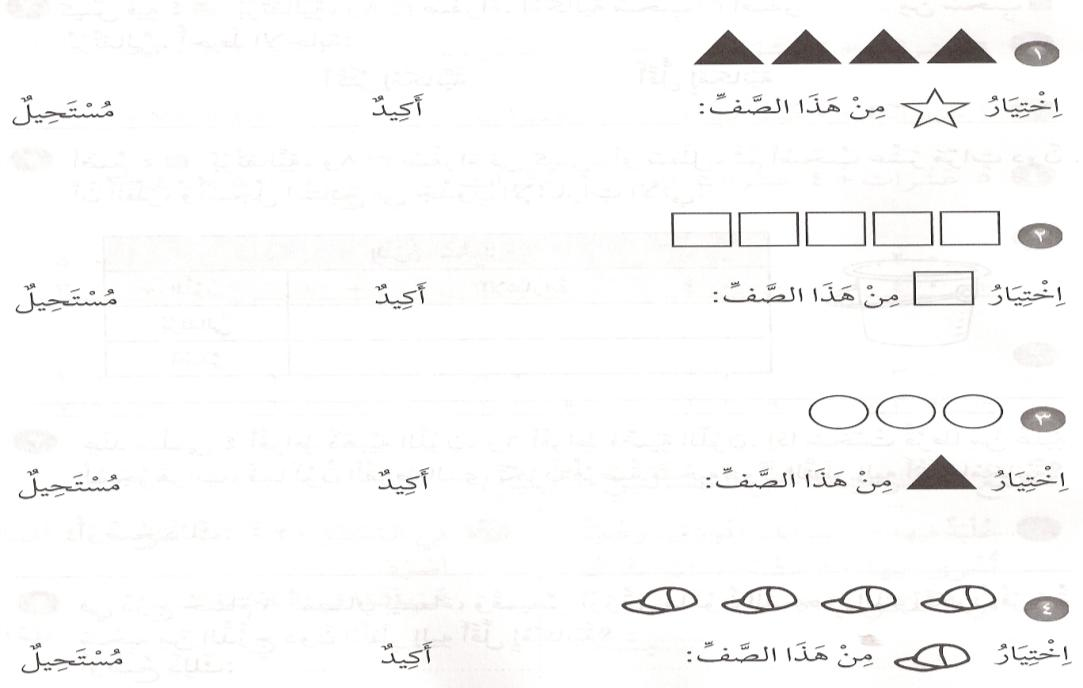 ١
اِخْتِيَارُ مِنْ هَذَا الصَّفِّ: أَكِيدٌ مُسْتَحِيلٌ
٢
اِخْتِيَارُ مِنْ هَذَا الصَّفِّ: أَكِيدٌ مُسْتَحِيلٌ
٣
اِخْتِيَارُ مِنْ هَذَا الصَّفِّ: أَكِيدٌ مُسْتَحِيلٌ
٤
اِخْتِيَارُ مِنْ هَذَا الصَّفِّ: أَكِيدٌ مُسْتَحِيلٌ